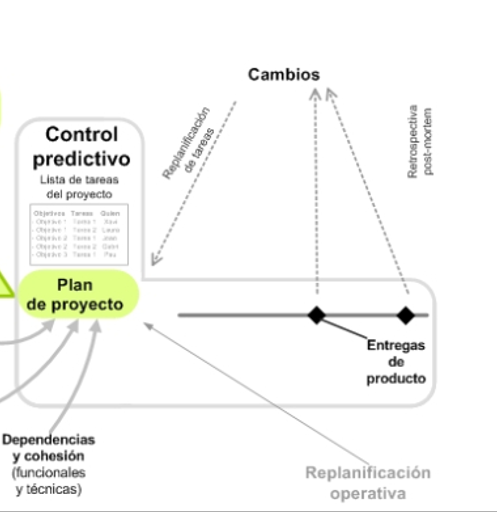 Cambios
Replanificación
de tareas
Retrospectiva
post-mortem
Control
predictivo
Lista de tareas
del proyecto
Objetivos Tareas Quien
Plan
de proyecto
Entregas
de
producto
Dependencias
y cohesión
(funcionales
y técnicas)
Replanificación
operativa